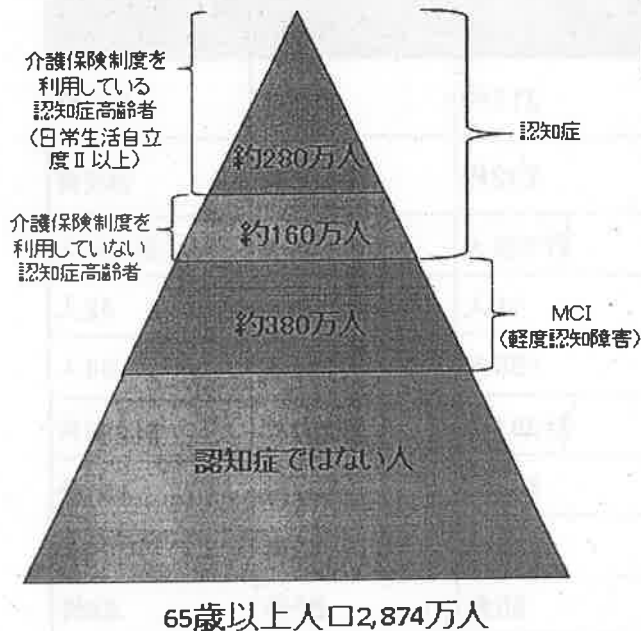 介護保険制度を
利用している
認知症高齢者
(日常生活自立
度Ⅱ以上)
約280万人
認知症
介護保険制度を
利用していない
認知症高齢者
約160万人
約380万人
MCI
(軽度認知障害)
認知症ではない人
65歳以上人口2,874万人